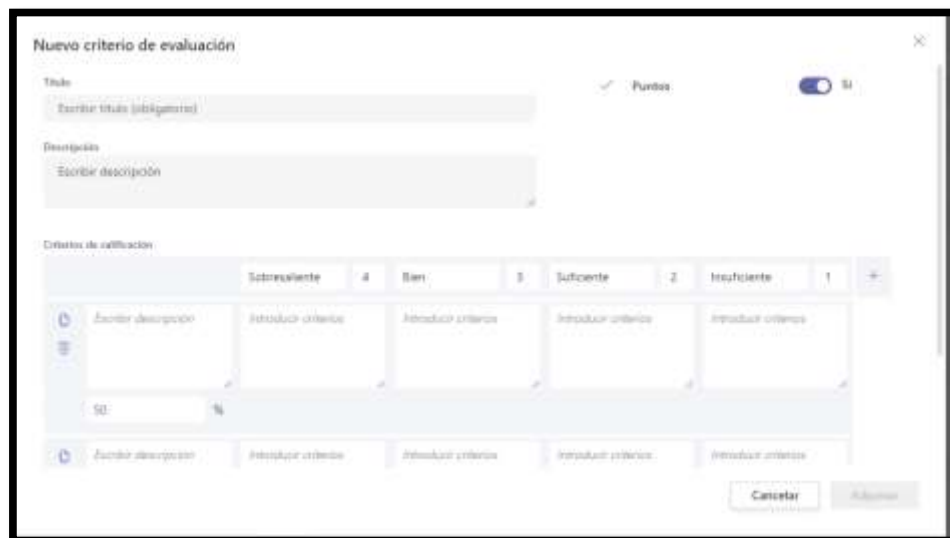 Nuevo criterio de evaluación
Título
Puntos
Sí
Escribir título (obligatorio)
Descripción
Escribir descripción
Criterios de calificación
Sobresaliente 4 Bien 3 Suficiente 2 Insuficiente 1 +
Escribir descripción Introducir criterios Introducir criterios Introducir criterios Introducir criterios
50 %
Escribir descripción Introducir criterios Introducir criterios Introducir criterios Introducir criterios
Cancelar Adjuntar